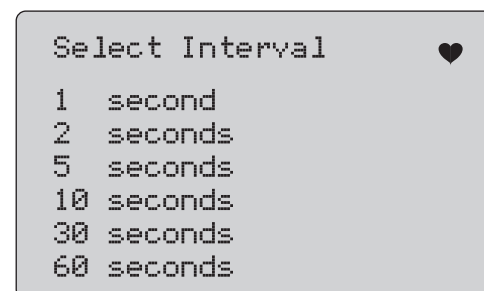 Select Interval
1 second
2 seconds
5 seconds
10 seconds
30 seconds
60 seconds